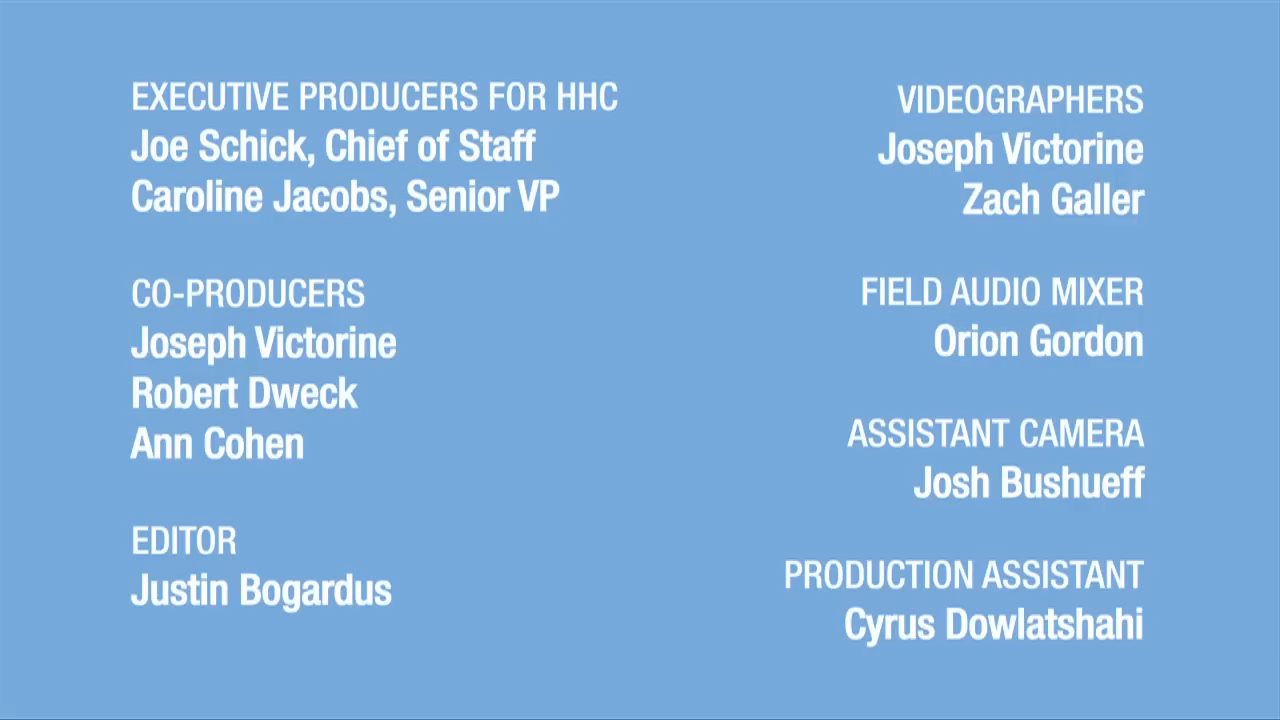 EXECUTIVE PRODUCERS FOR HHC
Joe Schick, Chief of Staff
Caroline Jacobs, Senior VP
CO-PRODUCERS
Joseph Victorine
Robert Dweck
Ann Cohen
EDITOR
Justin Bogardus
VIDEOGRAPHERS
Joseph Victorine
Zach Galler
FIELD AUDIO MIXER
Orion Gordon
ASSISTANT CAMERA
Josh Bushueff
PRODUCTION ASSISTANT
Cyrus Dowlatshahi